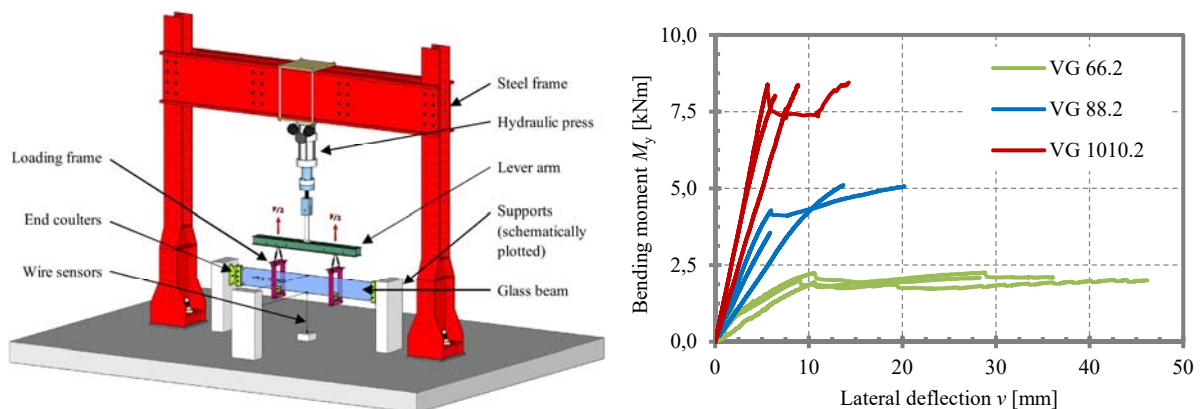 Steel frame
Hydraulic press
Loading frame
Lever arm
F/2
F/2
End coulters
Supports
(schematically
plotted)
Wire sensors
Glass beam
Bending moment My [kNm]
10,0
7,5
5,0
2,5
0,0
VG 66.2
VG 88.2
VG 1010.2
0
10
20
30
40
50
Lateral deflection v [mm]